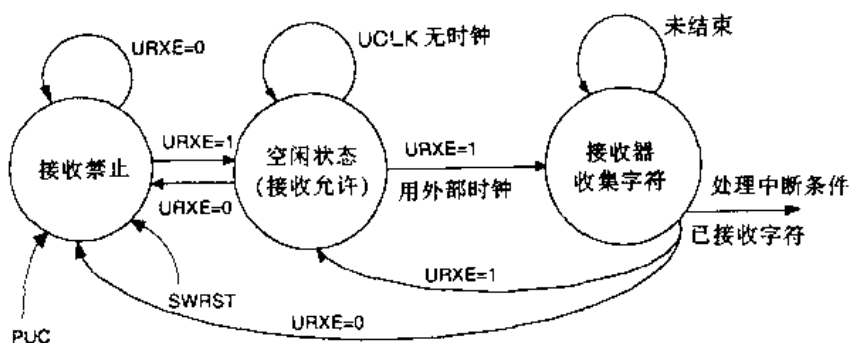 URXE=0
UCLK 无时钟
未结束
URXE=1
接收禁止
空闲状态
(接收允许)
URXE=0
URXE=1
用外部时钟
接收器
收集字符
处理中断条件
已接收字符
URXE=1
SWRST
URXE=0
PUC